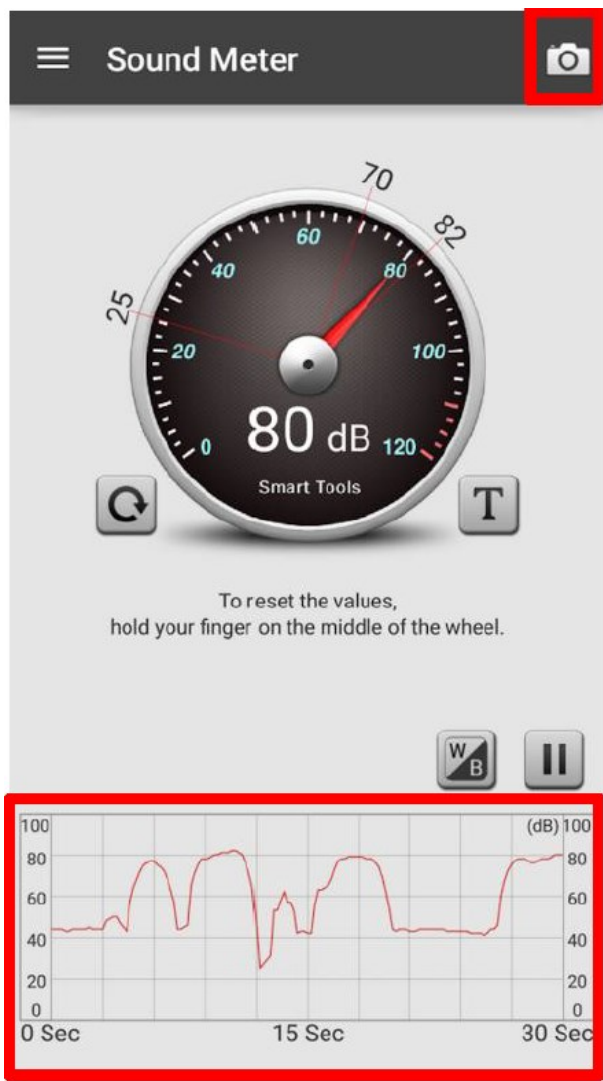 Sound Meter
70
82
60
40
80
25
20
100
80 dB
0
120
Smart Tools
T
To reset the values,
hold your finger on the middle of the wheel.
W
B
100 (dB) 100
80 80
60 60
40 40
20 20
0 0
0 Sec 15 Sec 30 Sec